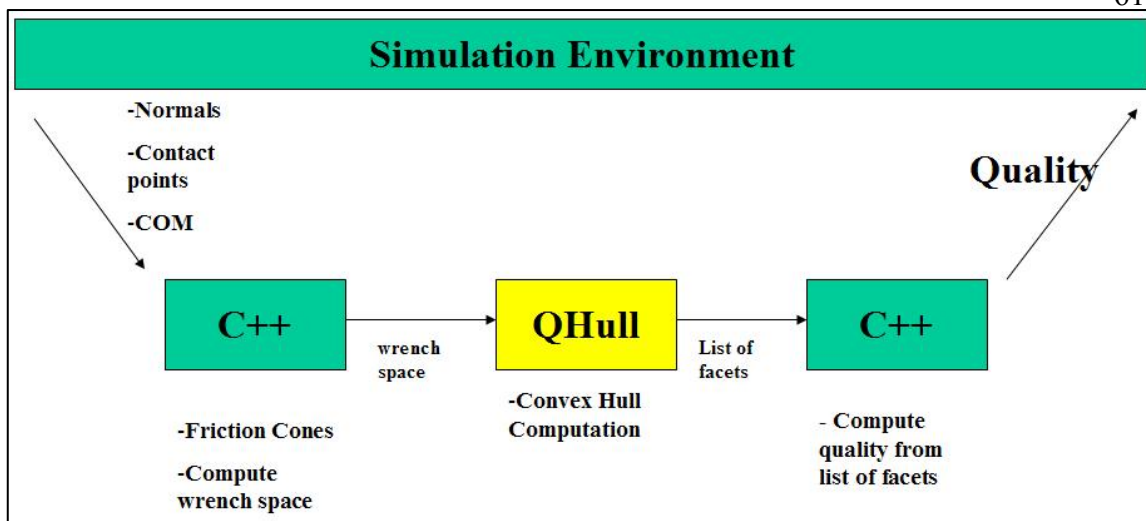 Simulation Environment
-Normals
-Contact
points
-COM
Quality
C++
wrench
space
QHull
List of
facets
C++
-Friction Cones
-Compute
wrench space
-Convex Hull
Computation
- Compute
quality from
list of facets